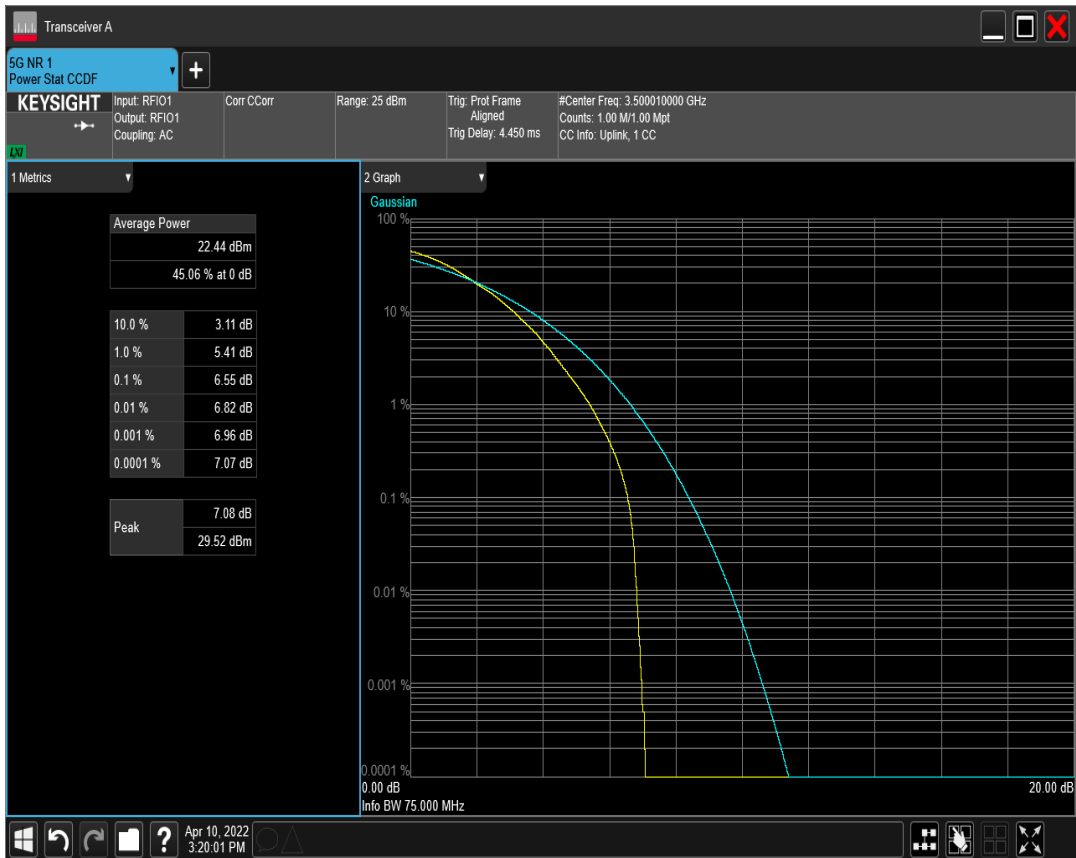 Transceiver A
5G NR 1
Power Stat CCDF
KEYSIGHT
LXI
Input: RFIO1
Output: RFIO1
Coupling: AC
Corr CCorr
Range: 25 dBm
Trig: Prot Frame
Aligned
Trig Delay: 4.450 ms
#Center Freq: 3.500010000 GHz
Counts: 1.00 M/1.00 Mpt
CC Info: Uplink, 1 CC
1 Metrics
Average Power
22.44 dBm
45.06 % at 0 dB
10.0 % 3.11 dB
1.0 % 5.41 dB
0.1 % 6.55 dB
0.01 % 6.82 dB
0.001 % 6.96 dB
0.0001 % 7.07 dB
Peak
7.08 dB
29.52 dBm
2 Graph
Gaussian
100 %
10 %
1 %
0.1 %
0.01 %
0.001 %
0.0001 %
0.00 dB 20.00 dB
Info BW 75.000 MHz
?
Apr 10, 2022
3:20:01 PM